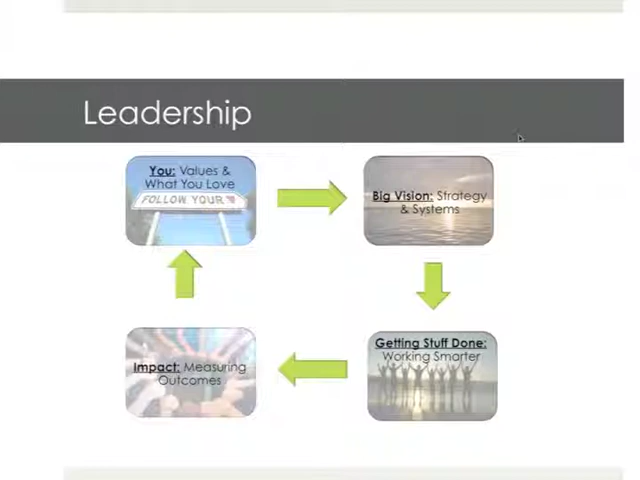 Leadership
You: Values &
What You Love
FOLLOW YOUR
Big Vision: Strategy
& Systems
Getting Stuff Done:
Working Smarter
Impact: Measuring
Outcomes